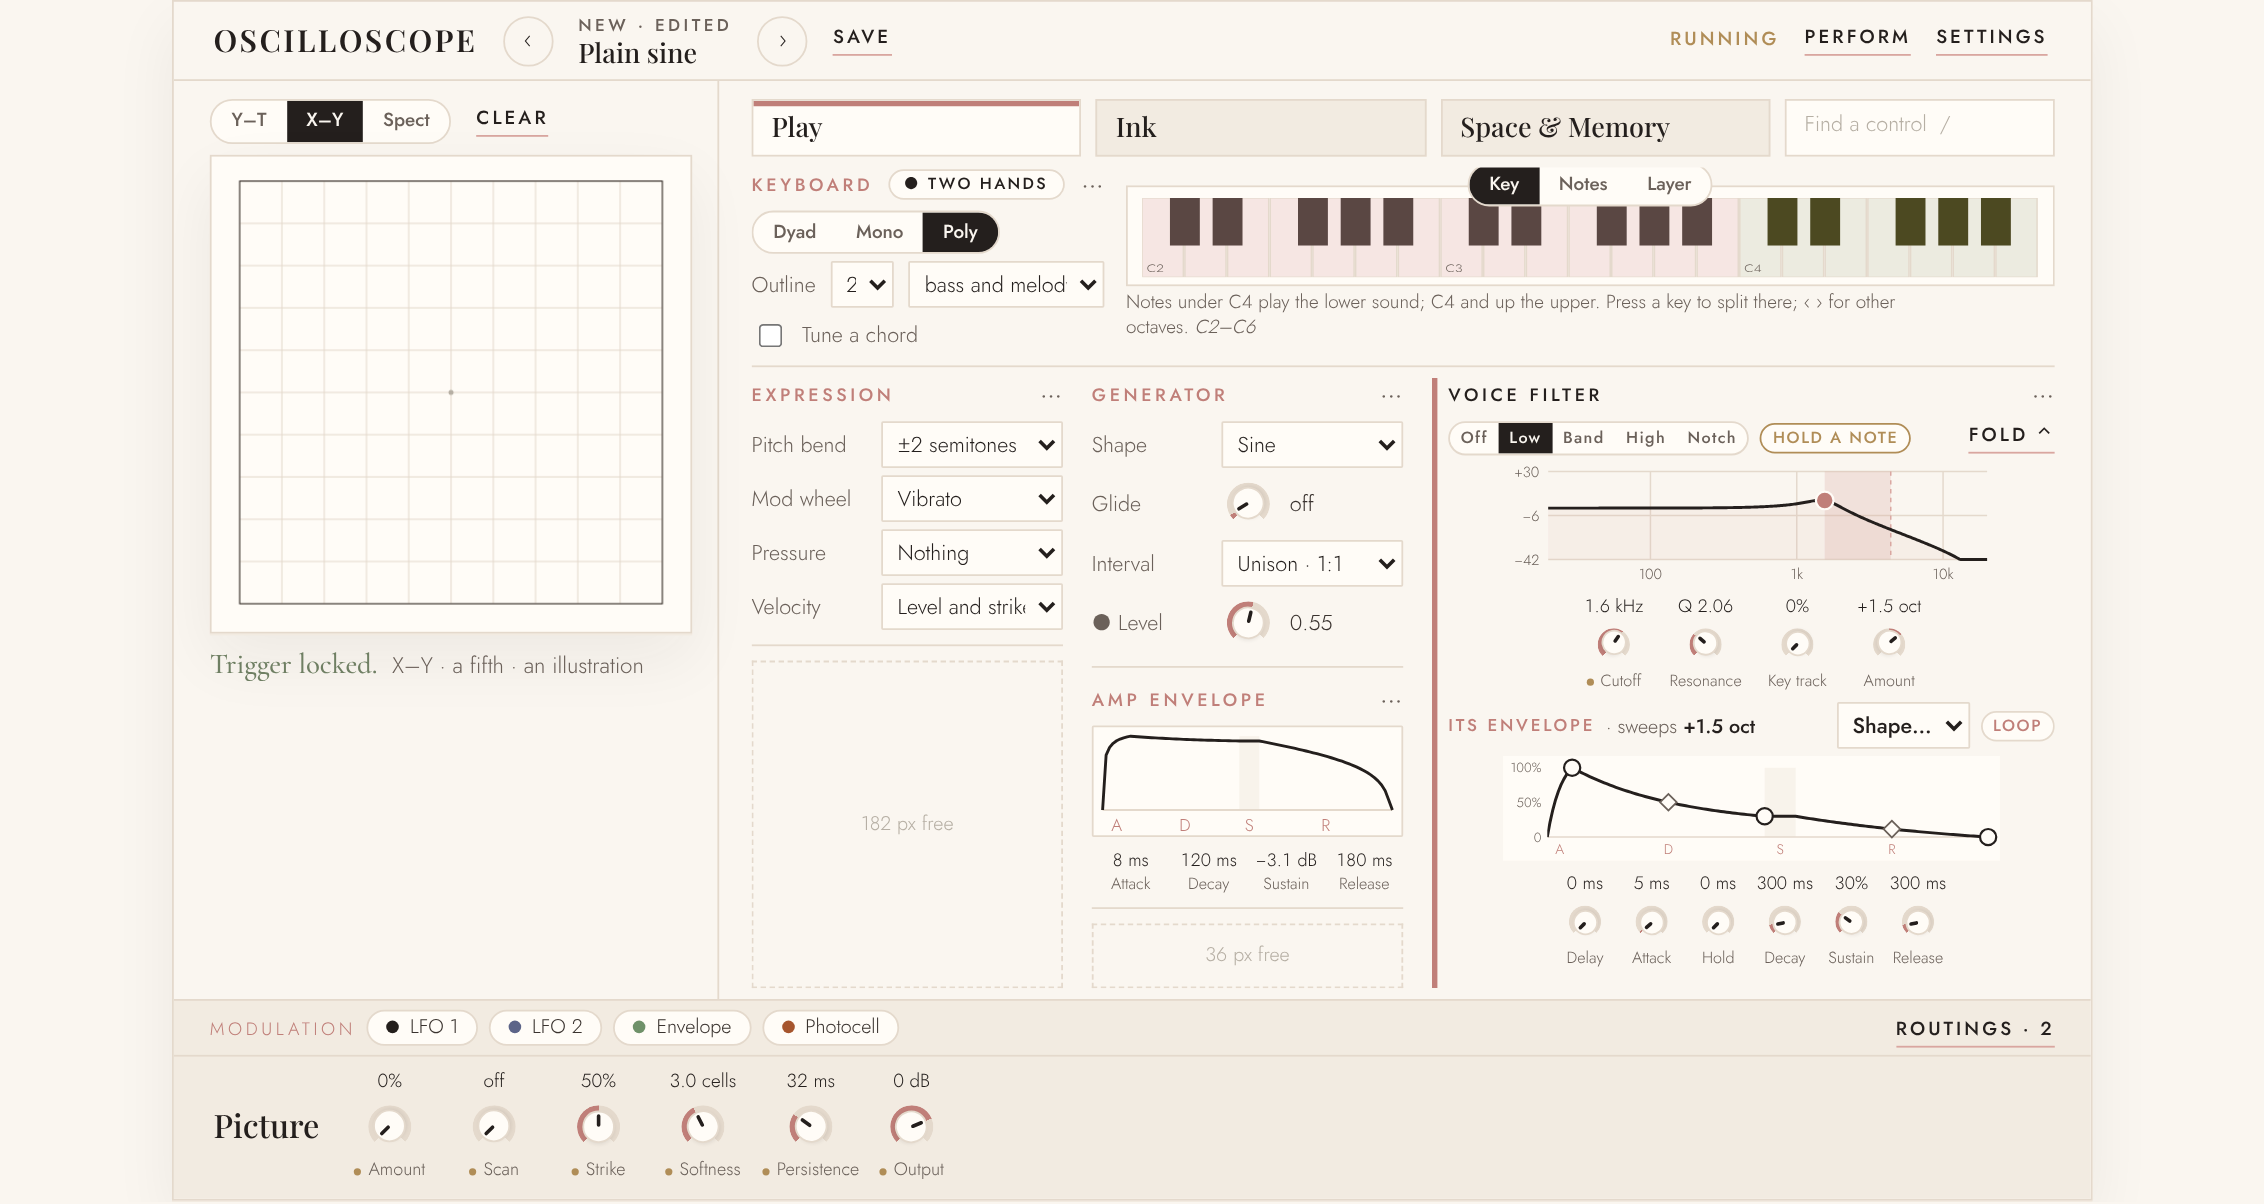 OSCILLOSCOPE
‹
NEW · EDITED
Plain sine
›
SAVE
RUNNING
PERFORM
SETTINGS
Y–T
X–Y
Spect
CLEAR
Trigger locked. X–Y · a fifth · an illustration
Play
Ink
Space & Memory
Find a control /
KEYBOARD
TWO HANDS
···
Dyad
Mono
Poly
Outline
2
bass and melod
Tune a chord
Key
Notes
Layer
C2
C3
C4
Notes under C4 play the lower sound; C4 and up the upper. Press a key to split there; ‹ › for other
octaves. C2–C6
EXPRESSION
···
Pitch bend
±2 semitones
Mod wheel
Vibrato
Pressure
Nothing
Velocity
Level and strike
182 px free
GENERATOR
···
Shape
Sine
Glide
off
Interval
Unison · 1:1
Level
0.55
AMP ENVELOPE
···
A D S R
8 ms 120 ms −3.1 dB 180 ms
Attack Decay Sustain Release
36 px free
VOICE FILTER
···
Off
Low
Band
High
Notch
HOLD A NOTE
FOLD
+30
−6
−42
100 1k 10k
1.6 kHz Q 2.06 0% +1.5 oct
Cutoff Resonance Key track Amount
ITS ENVELOPE · sweeps +1.5 oct
Shape...
LOOP
100%
50%
0
A D S R
0 ms 5 ms 0 ms 300 ms 30% 300 ms
Delay Attack Hold Decay Sustain Release
MODULATION
LFO 1
LFO 2
Envelope
Photocell
ROUTINGS · 2
Picture
0% off 50% 3.0 cells 32 ms 0 dB
Amount Scan Strike Softness Persistence Output